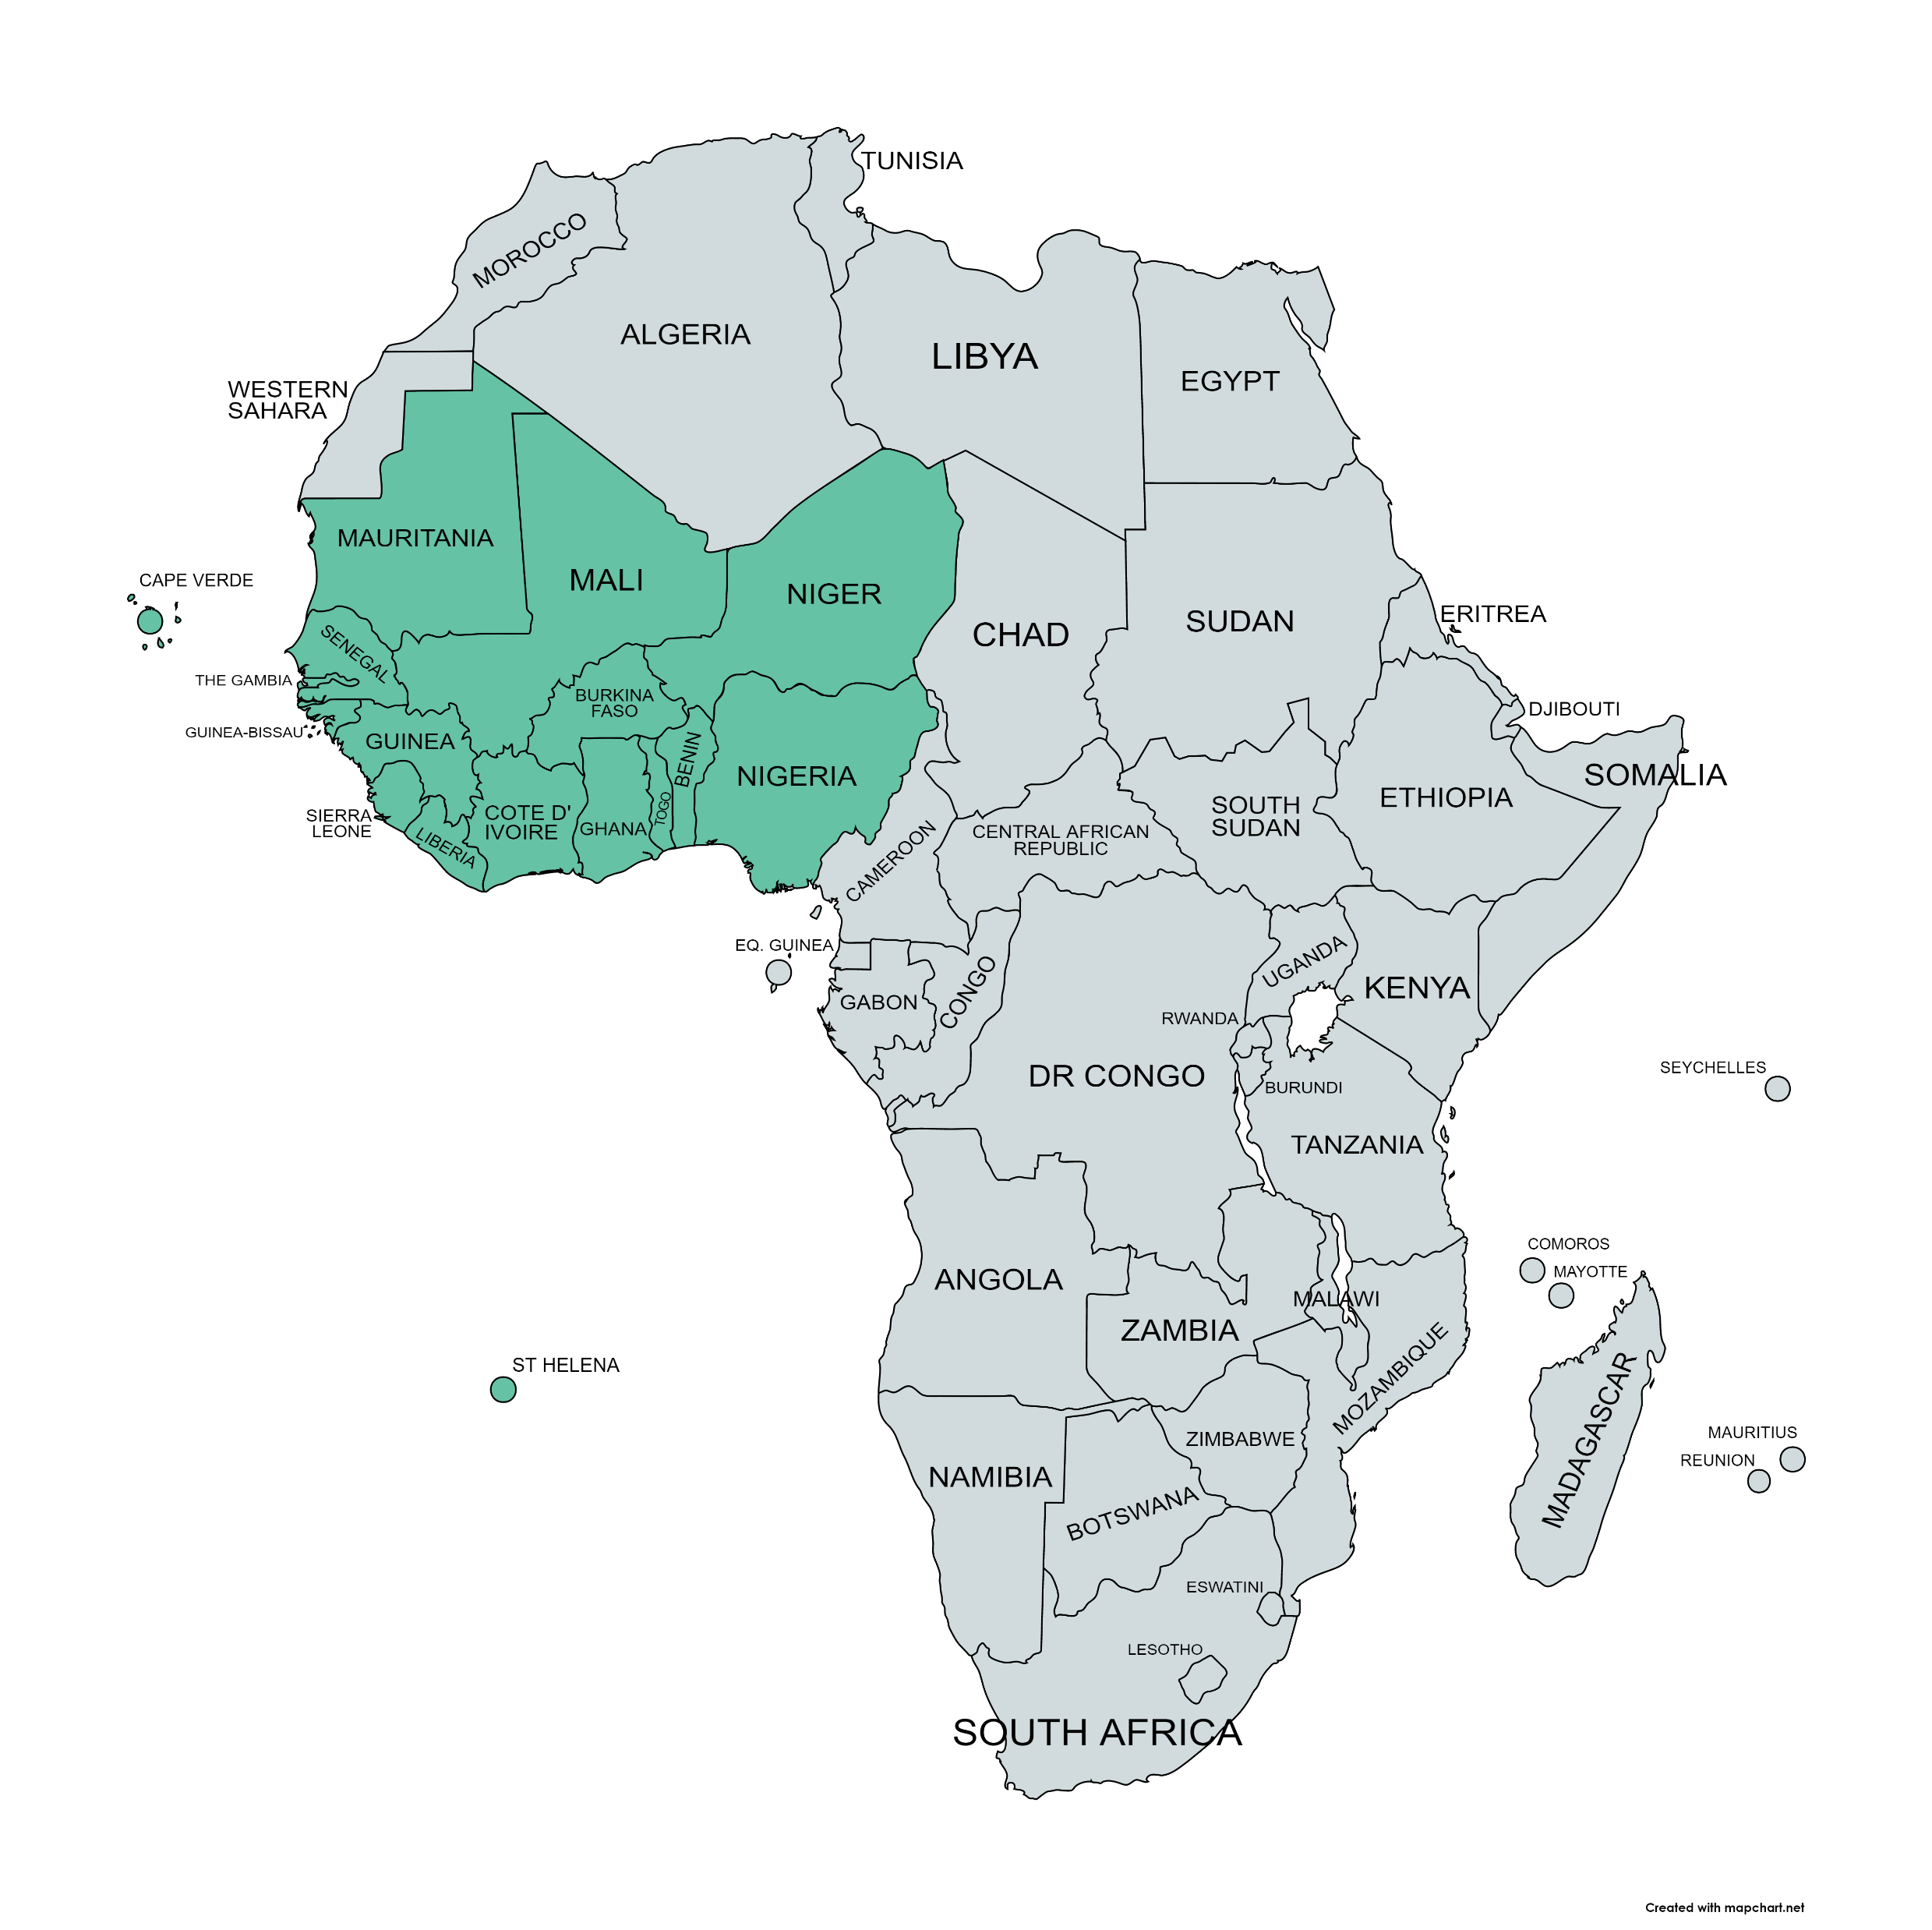 TUNISIA
MOROCCO
ALGERIA
LIBYA
EGYPT
WESTERN
SAHARA
MAURITANIA
MALI
NIGER
CHAD
SUDAN
ERITREA
CAPE VERDE
SENEGAL
THE GAMBIA
GUINEA-BISSAU
GUINEA
BURKINA
FASO
BENIN
NIGERIA
DJIBOUTI
SOMALIA
ETHIOPIA
SOUTH
SUDAN
SIERRA
LEONE
LIBERIA
COTE D'
IVOIRE
GHANA
TOGO
CAMEROON
CENTRAL AFRICAN
REPUBLIC
EQ. GUINEA
GABON
CONGO
UGANDA
KENYA
RWANDA
DR CONGO
BURUNDI
SEYCHELLES
TANZANIA
COMOROS
MAYOTTE
ANGOLA
MALAWI
ZAMBIA
MOZAMBIQUE
MADAGASCAR
ST HELENA
MAURITIUS
REUNION
ZIMBABWE
NAMIBIA
BOTSWANA
ESWATINI
LESOTHO
SOUTH AFRICA
Created with mapchart.net